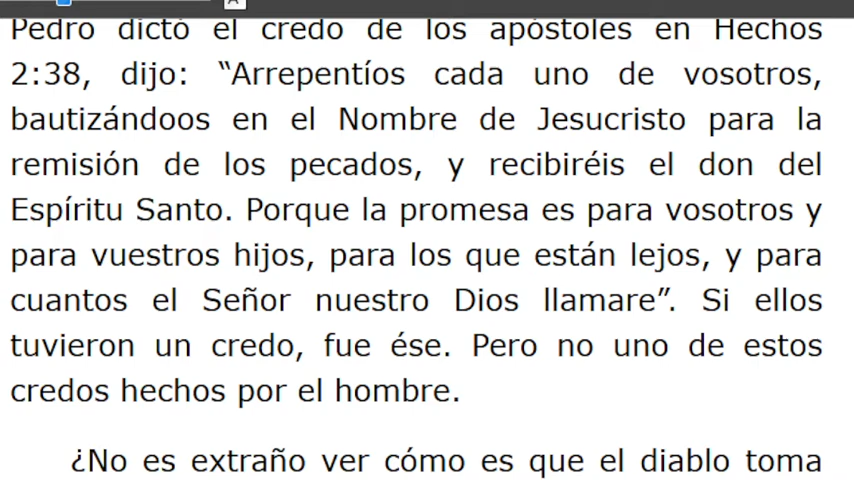 Pedro dictó el credo de los apóstoles en Hechos
2:38, dijo: “Arrepentíos cada uno de vosotros,
bautizándoos en el Nombre de Jesucristo para la
remisión de los pecados, y recibiréis el don del
Espíritu Santo. Porque la promesa es para vosotros y
para vuestros hijos, para los que están lejos, y para
cuantos el Señor nuestro Dios llamare”. Si ellos
tuvieron un credo, fue ése. Pero no uno de estos
credos hechos por el hombre.
¿No es extraño ver cómo es que el diablo toma